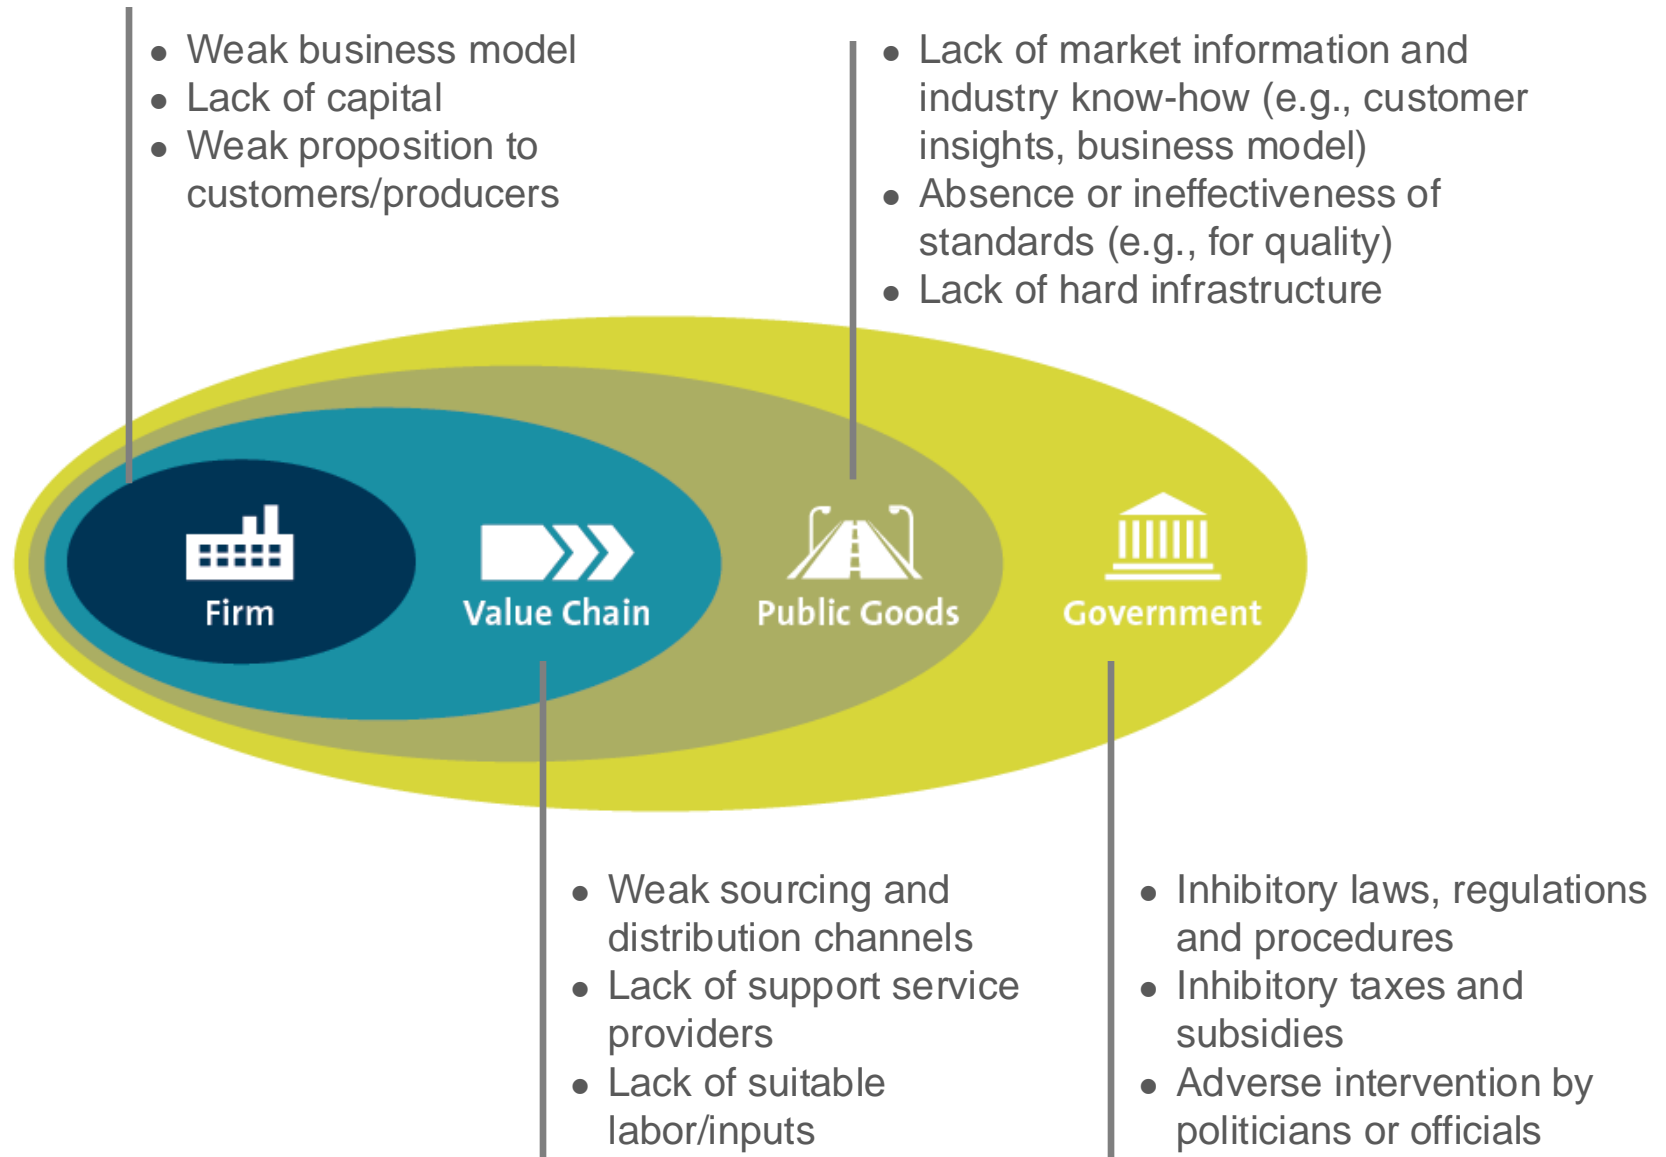 ● Weak business model
● Lack of capital
● Weak proposition to
customers/producers
● Lack of market information and
industry know-how (e.g., customer
insights, business model)
● Absence or ineffectiveness of
standards (e.g., for quality)
● Lack of hard infrastructure
Firm
Value Chain
Public Goods
Government
● Weak sourcing and
distribution channels
● Lack of support service
providers
● Lack of suitable
labor/inputs
● Inhibitory laws, regulations
and procedures
● Inhibitory taxes and
subsidies
● Adverse intervention by
politicians or officials